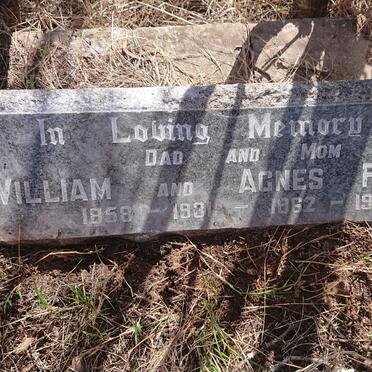 In Loving Memory
DAD AND MOM
WILLIAM AND AGNES
1858 - 193 - 1862 - 19